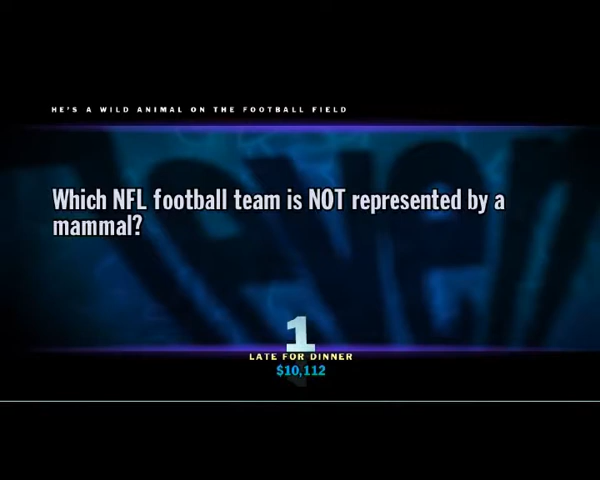 HE'S A WILD ANIMAL ON THE FOOTBALL FIELD
Which NFL football team is NOT represented by a
mammal?
1
LATE FOR DINNER
$10,112